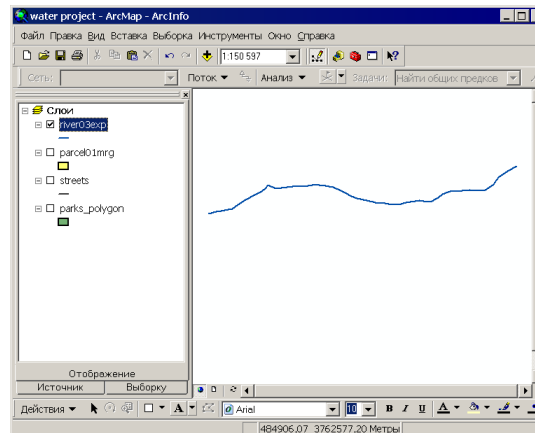 water project - ArcMap - ArcInfo
Файл Правка Вид Вставка Выборка Инструменты Окно Справка
1:150 597
Сеть: Поток Анализ Задачи: Найти общих предков
Слои
river03exp
parcel01mrg
streets
parks_polygon
Отображение
Источник Выборку
Действия A Arial 10 B I U A
484906,07 3762577,20 Метры